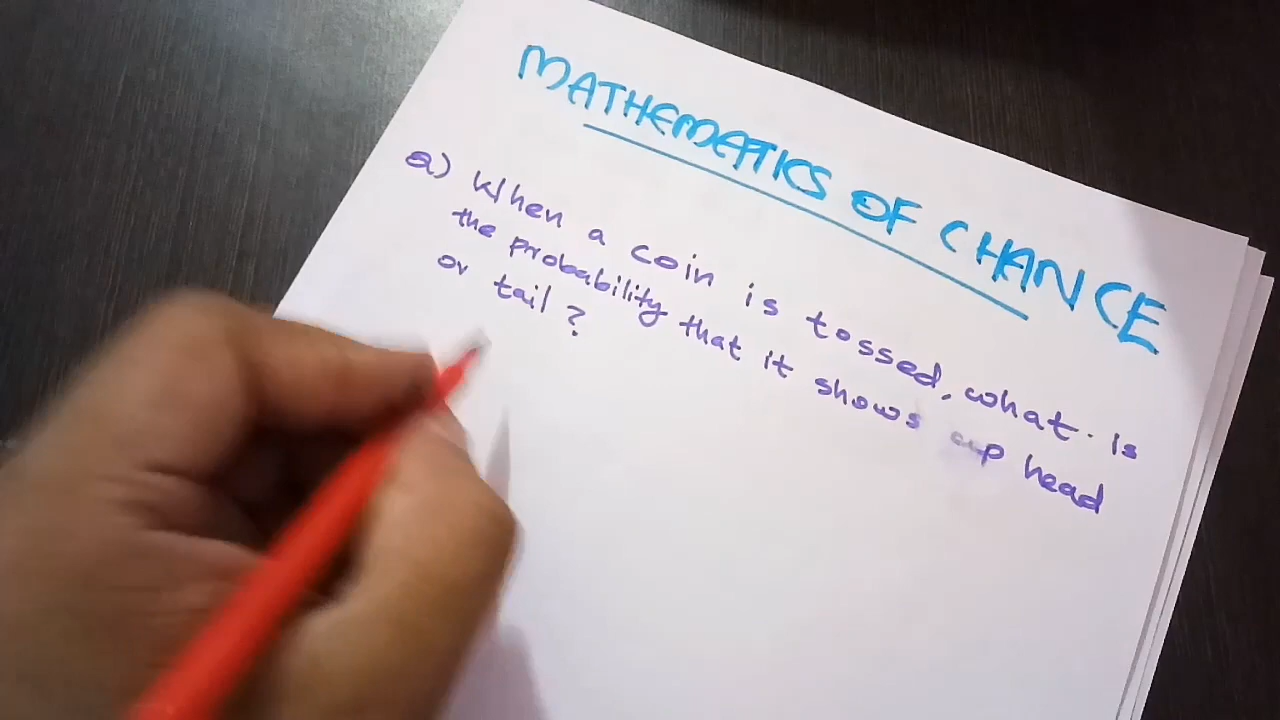 MATHEMATICS OF CHANCE
a) When a coin is tossed, what is
the probability that it shows up head
or tail?